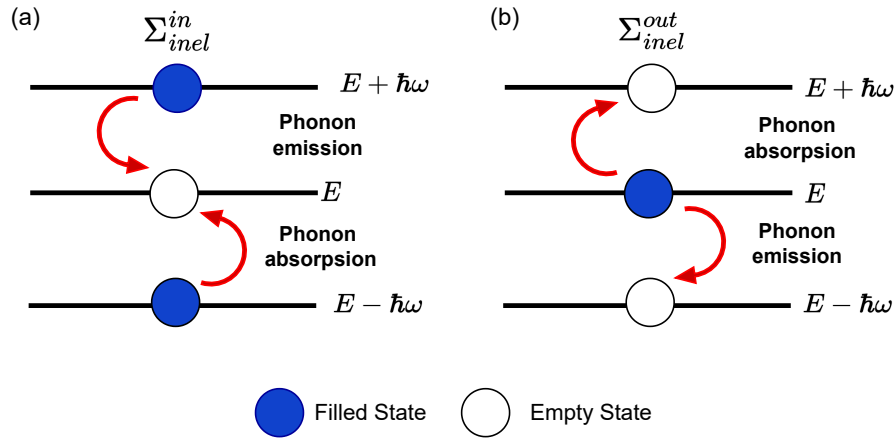 (a)
Σ^{in}_{inel}
E + ħω
Phonon
emission
E
Phonon
absorpsion
E − ħω
(b)
Σ^{out}_{inel}
E + ħω
Phonon
absorpsion
E
Phonon
emission
E − ħω
Filled State
Empty State